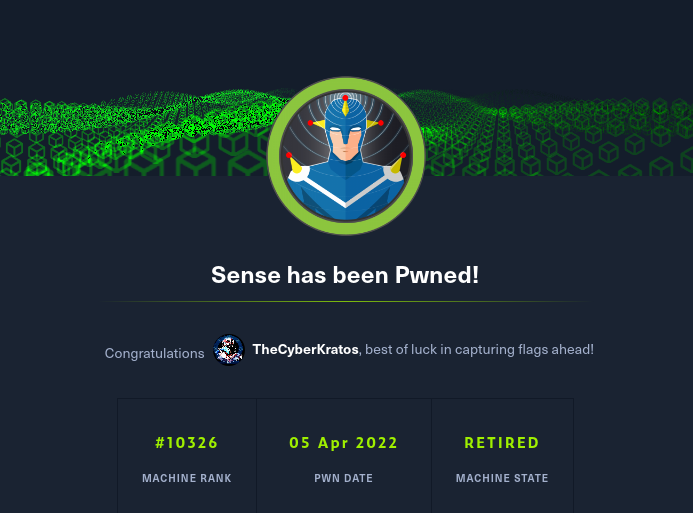 Sense has been Pwned!
Congratulations TheCyberKratos, best of luck in capturing flags ahead!
#10326 05 Apr 2022 RETIRED
MACHINE RANK PWN DATE MACHINE STATE